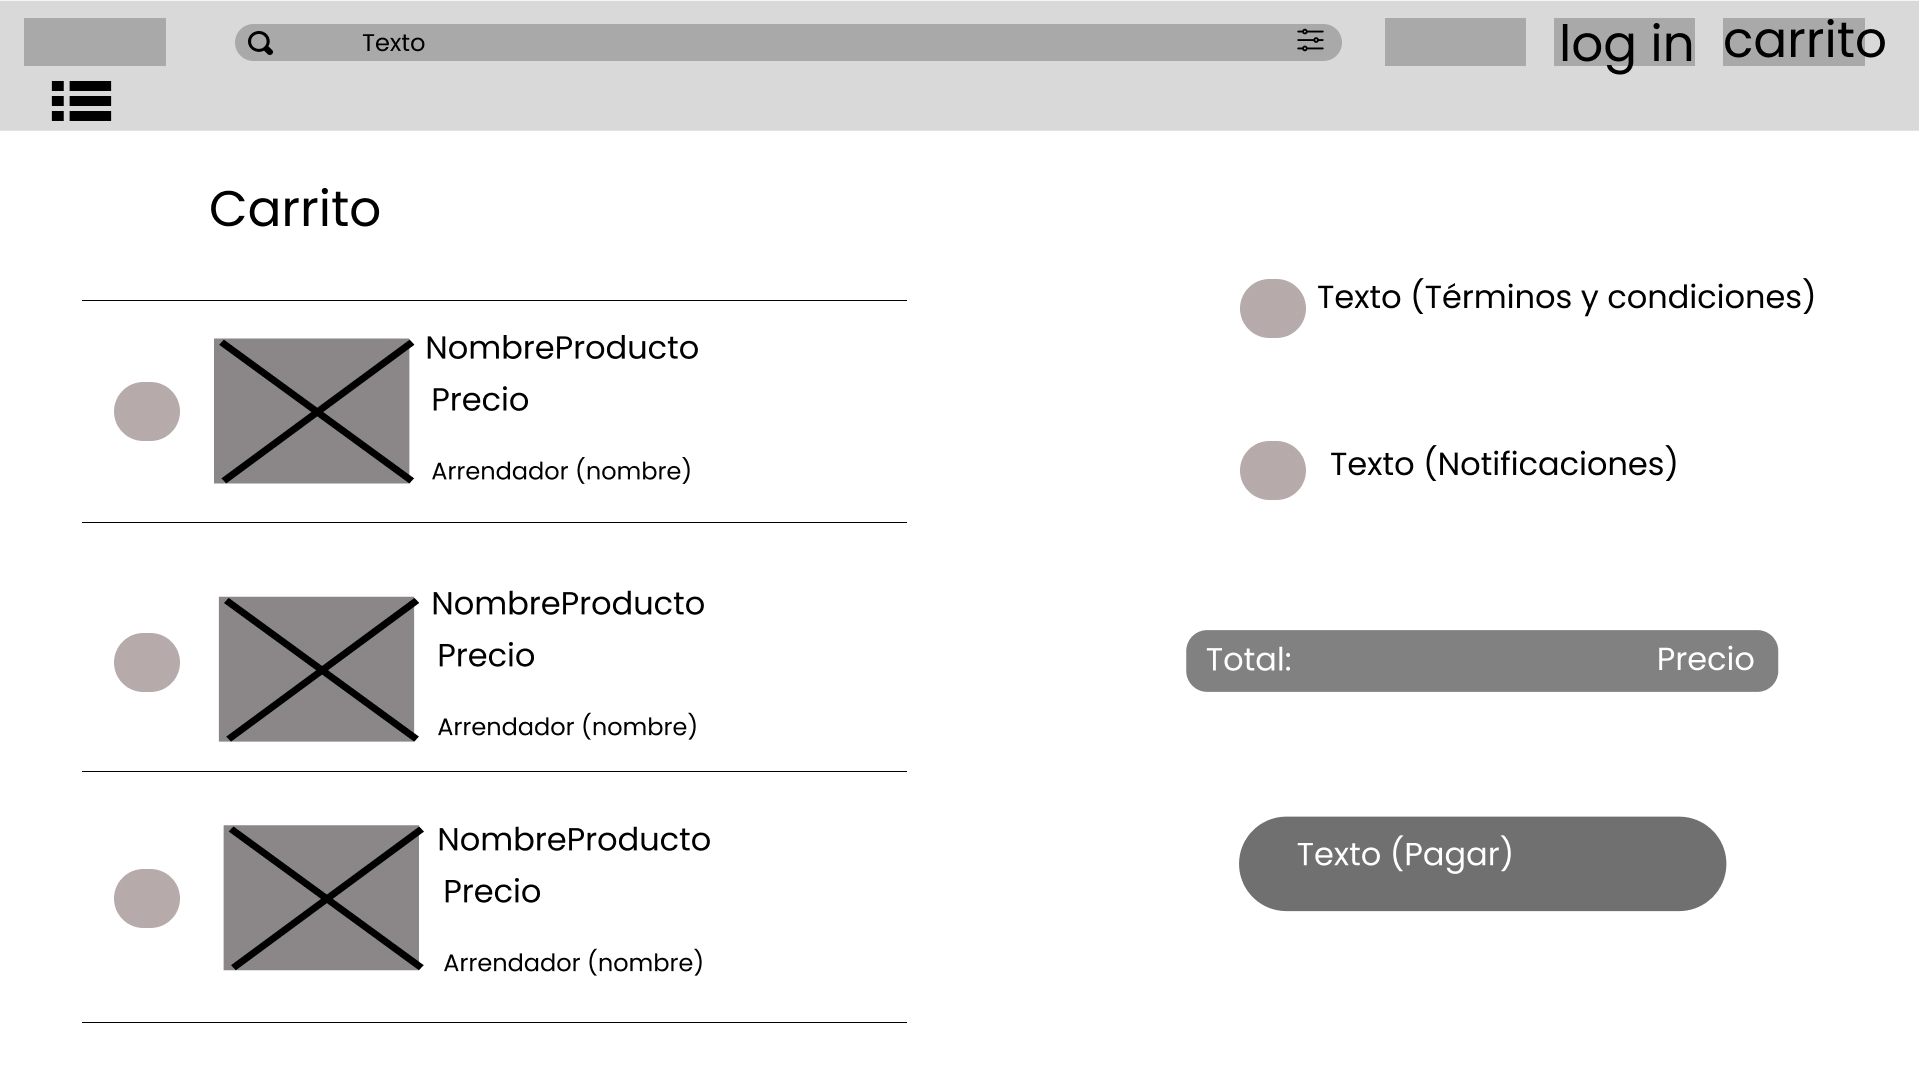 Texto
log in
carrito
Carrito
NombreProducto
Precio
Arrendador (nombre)
NombreProducto
Precio
Arrendador (nombre)
NombreProducto
Precio
Arrendador (nombre)
Texto (Términos y condiciones)
Texto (Notificaciones)
Total: Precio
Texto (Pagar)